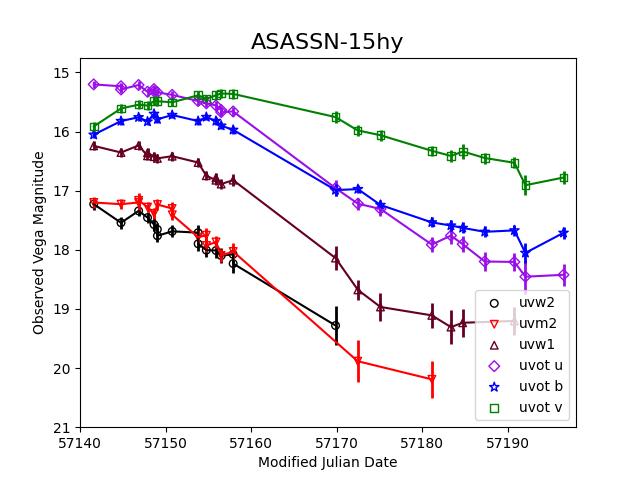 ASASSN-15hy
Observed Vega Magnitude
15
16
17
18
19
20
21
57140
57150
57160
57170
57180
57190
Modified Julian Date
uvw2
uvm2
uvw1
uvot u
uvot b
uvot v